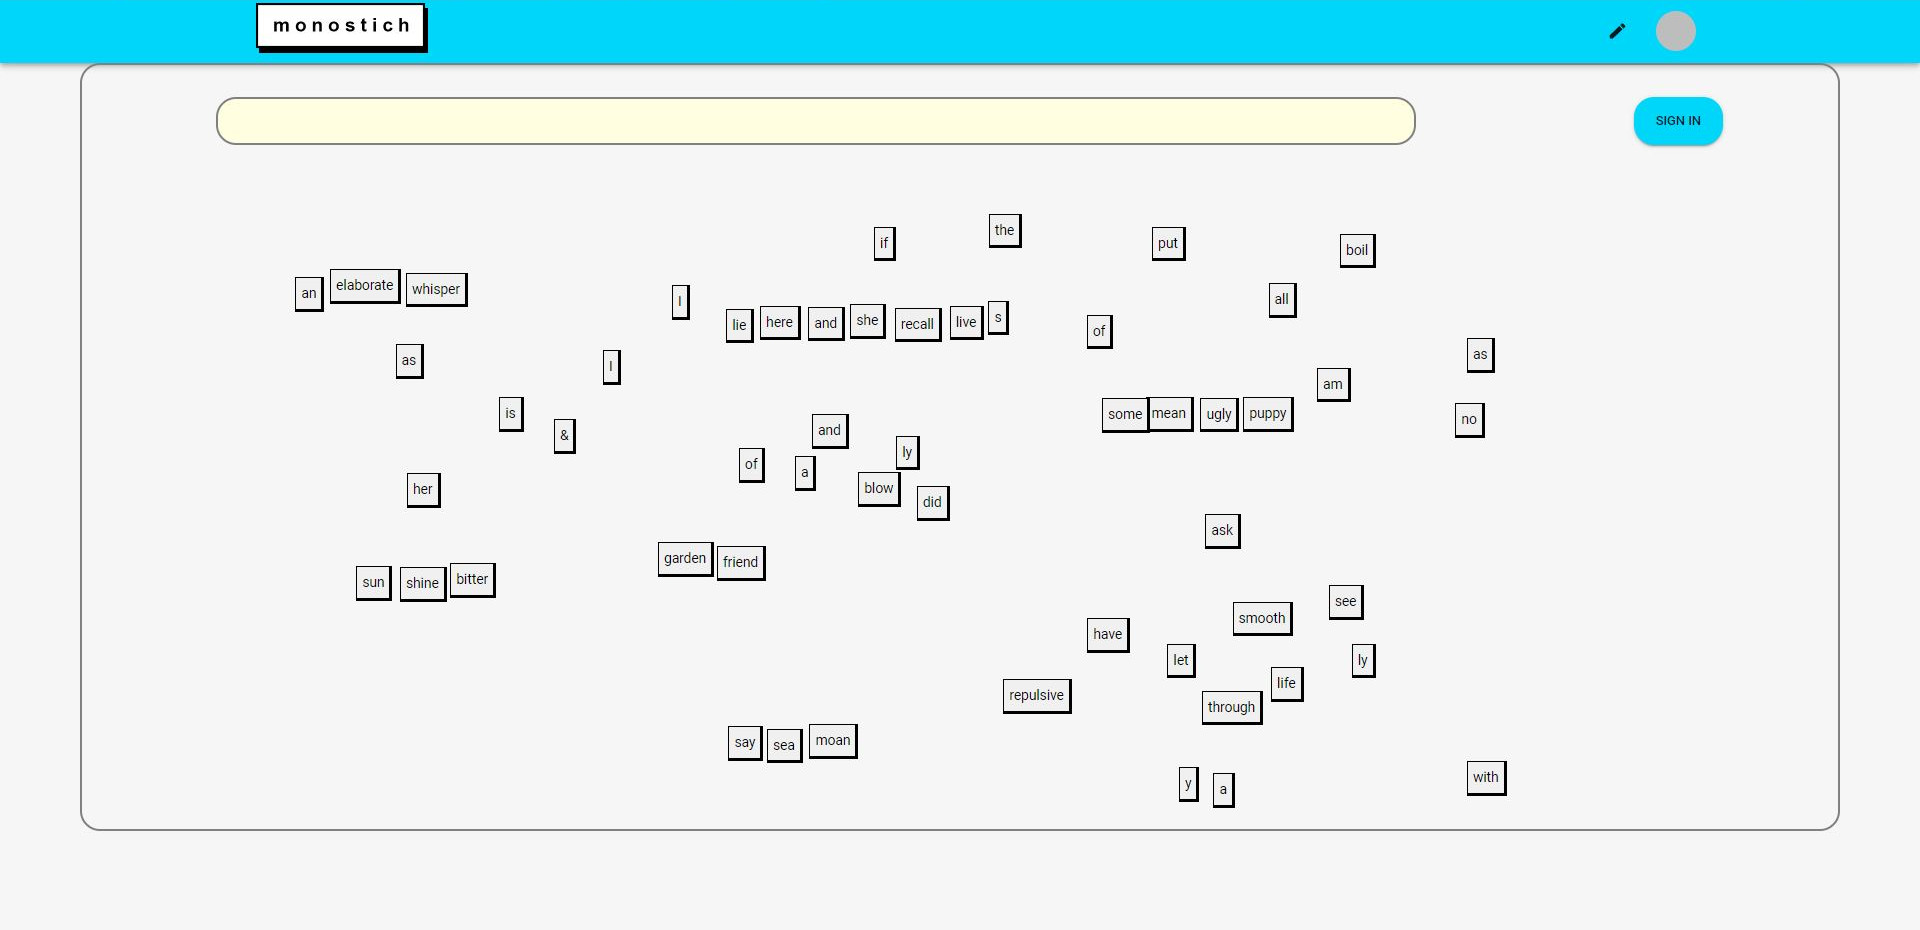 monostich
SIGN IN
if the put boil
an elaborate whisper
I
all
lie here and she recall live s
of
as
I
as
am
is
&
and
some mean ugly puppy
no
of
a
ly
her
blow
did
ask
garden friend
sun shine bitter
see
smooth
have
let
ly
repulsive
life
through
say sea moan
y
a
with